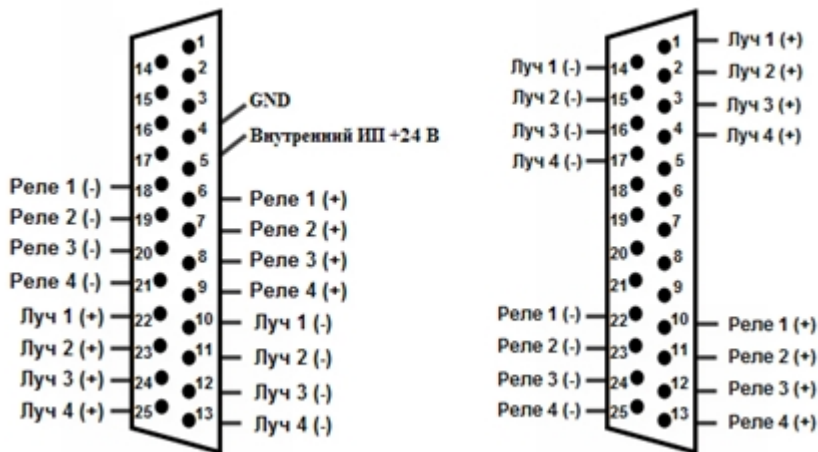 1
14
2
15
3
GND
16
4
Внутренний ИП +24 В
17
5
Реле 1 (-)
18
6
Реле 1 (+)
Реле 2 (-)
19
7
Реле 2 (+)
Реле 3 (-)
20
8
Реле 3 (+)
Реле 4 (-)
21
9
Реле 4 (+)
Луч 1 (+)
22
10
Луч 1 (-)
Луч 2 (+)
23
11
Луч 2 (-)
Луч 3 (+)
24
12
Луч 3 (-)
Луч 4 (+)
25
13
Луч 4 (-)
1
Луч 1 (+)
Луч 1 (-)
14
2
Луч 2 (+)
Луч 2 (-)
15
3
Луч 3 (+)
Луч 3 (-)
16
4
Луч 4 (+)
Луч 4 (-)
17
5
18
6
19
7
20
8
21
9
Реле 1 (-)
22
10
Реле 1 (+)
Реле 2 (-)
23
11
Реле 2 (+)
Реле 3 (-)
24
12
Реле 3 (+)
Реле 4 (-)
25
13
Реле 4 (+)